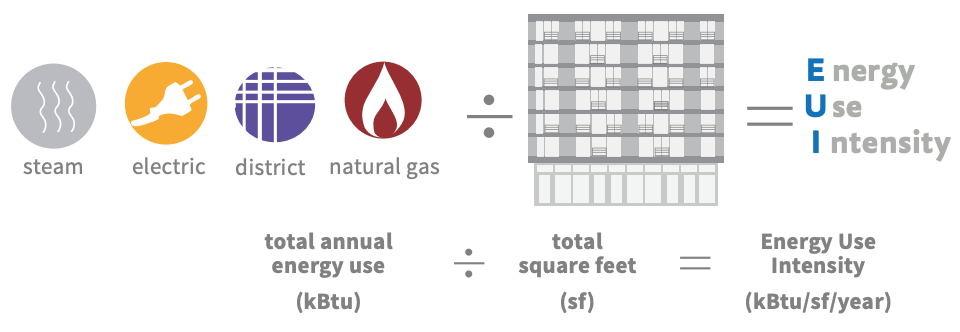 steam
electric
district
natural gas
÷
=
Energy
Use
Intensity
total annual
energy use
(kBtu)
÷
total
square feet
(sf)
=
Energy Use
Intensity
(kBtu/sf/year)